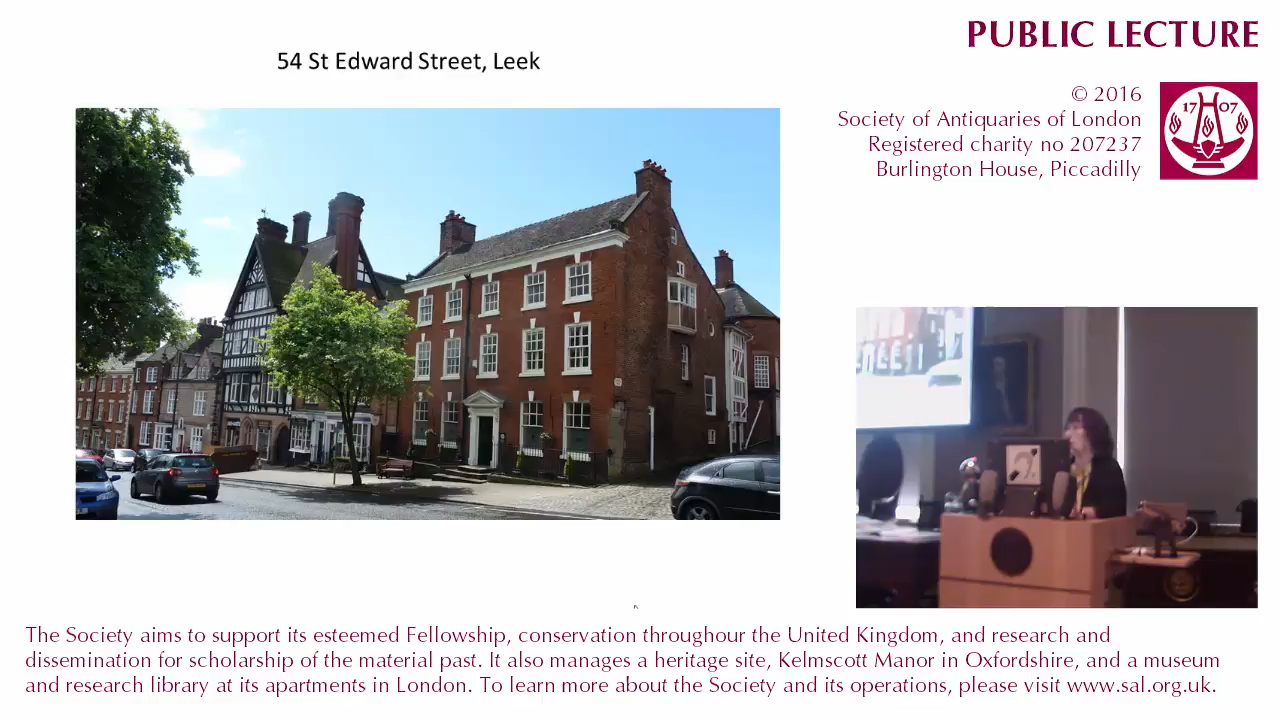 PUBLIC LECTURE
54 St Edward Street, Leek
© 2016
Society of Antiquaries of London
Registered charity no 207237
Burlington House, Piccadilly
17 07
The Society aims to support its esteemed Fellowship, conservation throughour the United Kingdom, and research and
dissemination for scholarship of the material past. It also manages a heritage site, Kelmscott Manor in Oxfordshire, and a museum
and research library at its apartments in London. To learn more about the Society and its operations, please visit www.sal.org.uk.